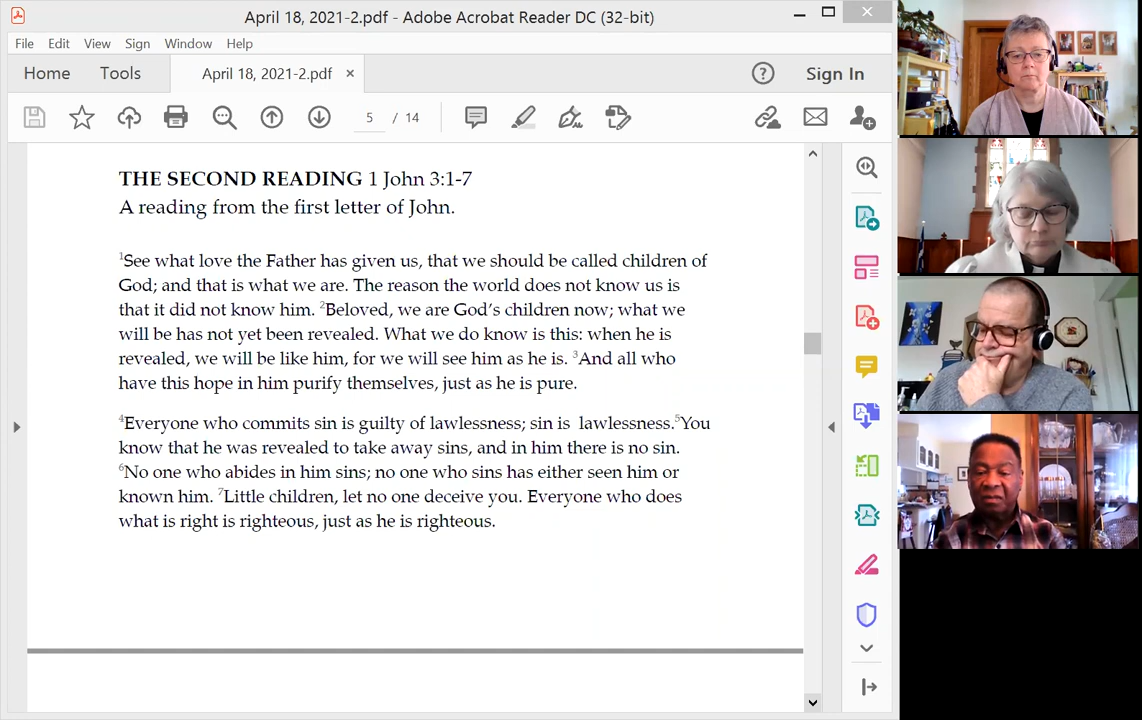 April 18, 2021-2.pdf - Adobe Acrobat Reader DC (32-bit)
File Edit View Sign Window Help
Home Tools April 18, 2021-2.pdf × Sign In
5 / 14
THE SECOND READING 1 John 3:1-7
A reading from the first letter of John.
1See what love the Father has given us, that we should be called children of
God; and that is what we are. The reason the world does not know us is
that it did not know him. 2Beloved, we are God's children now; what we
will be has not yet been revealed. What we do know is this: when he is
revealed, we will be like him, for we will see him as he is. 3And all who
have this hope in him purify themselves, just as he is pure.
4Everyone who commits sin is guilty of lawlessness; sin is  lawlessness.5You
know that he was revealed to take away sins, and in him there is no sin.
6No one who abides in him sins; no one who sins has either seen him or
known him. 7Little children, let no one deceive you. Everyone who does
what is right is righteous, just as he is righteous.